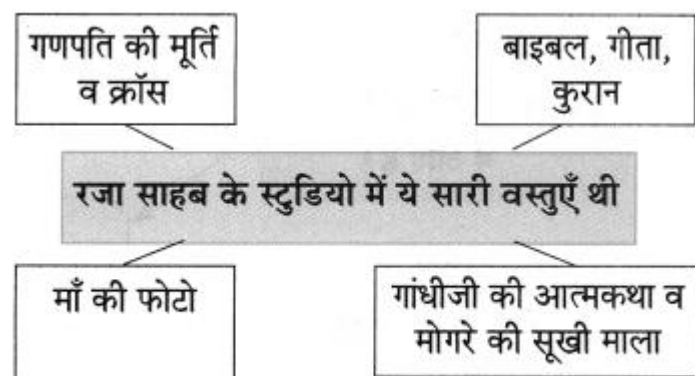 गणपति की मूर्ति
व क्रॉस
बाइबल, गीता,
कुरान
रजा साहब के स्टुडियो में ये सारी वस्तुएँ थी
माँ की फोटो
गांधीजी की आत्मकथा व
मोगरे की सूखी माला